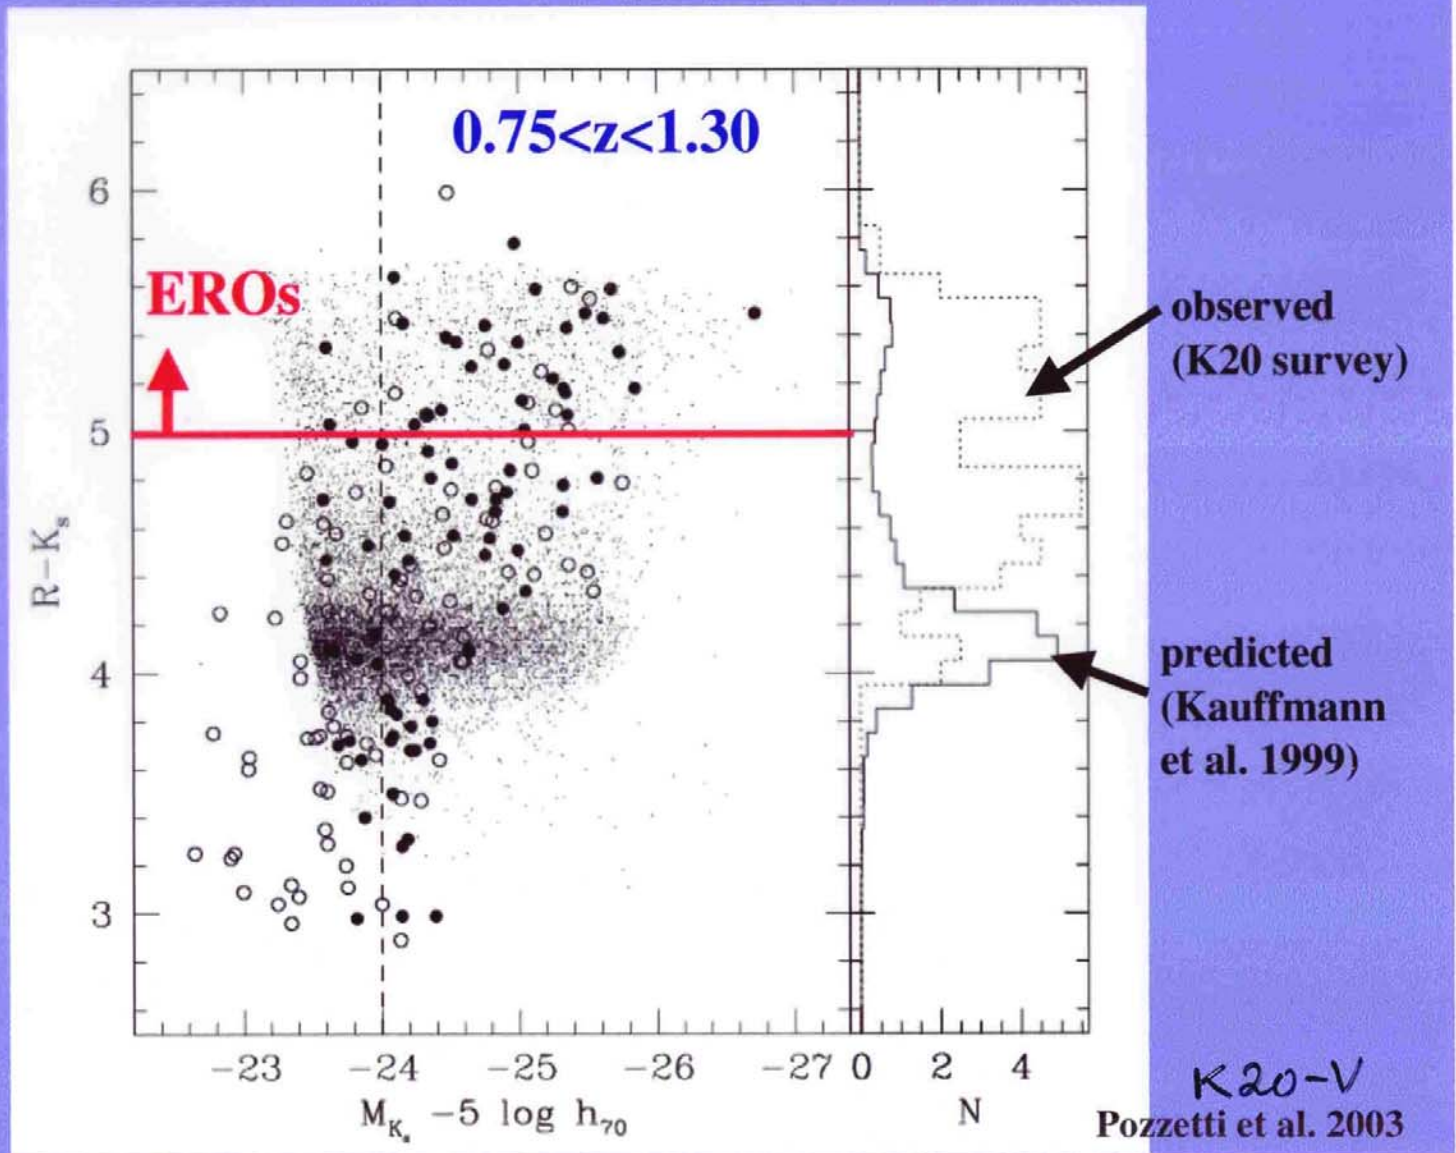 0.75<z<1.30
EROs
6
5
4
3
R−Kₛ
−23 −24 −25 −26 −27
M_Kₛ −5 log h₇₀
0 2 4
N
observed
(K20 survey)
predicted
(Kauffmann
et al. 1999)
K20-V
Pozzetti et al. 2003